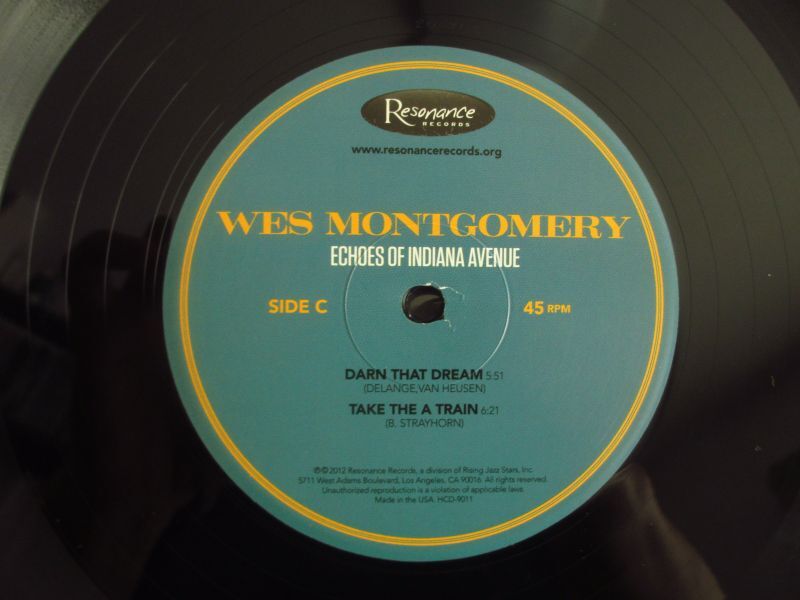 Resonance
RECORDS
www.resonancerecords.org
WES MONTGOMERY
ECHOES OF INDIANA AVENUE
SIDE C 45 RPM
DARN THAT DREAM 5:51
(DELANGE,VAN HEUSEN)
TAKE THE A TRAIN 6:21
(B. STRAYHORN)
℗©2012 Resonance Records, a division of Rising Jazz Stars, Inc.
5711 West Adams Boulevard, Los Angeles, CA 90016. All rights reserved.
Unauthorized reproduction is a violation of applicable laws.
Made in the USA. HCD-9011